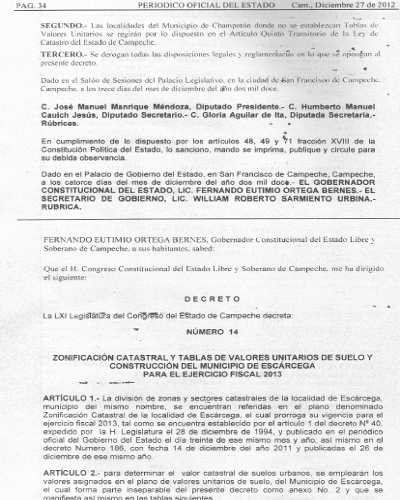 PAG. 34 PERIODICO OFICIAL DEL ESTADO Cam., Diciembre 27 de 2012
SEGUNDO.- Las localidades del Municipio de Champotón donde no se establezcan Tablas de
Valores Unitarios se regirán por lo dispuesto en el Artículo Quinto Transitorio de la Ley de
Catastro del Estado de Campeche.
TERCERO.- Se derogan todas las disposiciones legales y reglamentarias en lo que se opongan al
presente decreto.
Dado en el Salón de Sesiones del Palacio Legislativo, en la ciudad de San Francisco de Campeche,
Campeche, a los trece días del mes de diciembre del año dos mil doce.
C. José Manuel Manrique Méndoza, Diputado Presidente.- C. Humberto Manuel
Cauich Jesús, Diputado Secretario.- C. Gloria Aguilar de Ita, Diputada Secretaria.-
Rúbricas.
En cumplimiento de lo dispuesto por los artículos 48, 49 y 71 fracción XVIII de la
Constitución Política del Estado, lo sanciono, mando se imprima, publique y circule para
su debida observancia.
Dado en el Palacio de Gobierno del Estado, en San Francisco de Campeche, Campeche,
a los catorce días del mes de diciembre del año dos mil doce.- EL GOBERNADOR
CONSTITUCIONAL DEL ESTADO, LIC. FERNANDO EUTIMIO ORTEGA BERNES.- EL
SECRETARIO DE GOBIERNO, LIC. WILLIAM ROBERTO SARMIENTO URBINA.-
RUBRICA.
FERNANDO EUTIMIO ORTEGA BERNES, Gobernador Constitucional del Estado Libre y
Soberano de Campeche, a sus habitantes, sabed:
Que el H. Congreso Constitucional del Estado Libre y Soberano de Campeche, me ha dirigido
el siguiente:
D E C R E T O
La LXI Legislatura del Congreso del Estado de Campeche decreta:
NÚMERO 14
ZONIFICACIÓN CATASTRAL Y TABLAS DE VALORES UNITARIOS DE SUELO Y
CONSTRUCCIÓN DEL MUNICIPIO DE ESCÁRCEGA
PARA EL EJERCICIO FISCAL 2013
ARTÍCULO 1.- La división de zonas y sectores catastrales de la localidad de Escárcega,
municipio del mismo nombre, se encuentran referidas en el plano denominado
Zonificación Catastral de la localidad de Escárcega, el cual prorroga su vigencia para el
ejercicio fiscal 2013, tal como se encuentra establecido por el artículo 1 del decreto N° 40,
expedido por la H. Legislatura el 28 de diciembre de 1994, y publicado en el periódico
oficial del Gobierno del Estado el día treinta de ese mismo mes y año, así mismo en el
decreto Numero 186, con fecha 14 de diciembre del año 2011 y publicadas el 26 de
diciembre de ese mismo año.
ARTÍCULO 2.- para determinar el valor catastral de suelos urbanos, se emplearán los
valores asignados en el plano de valores unitarios de suelo, del Municipio de Escárcega,
el cual forma parte inseparable del presente decreto como anexo No. 2 y que se
manifiesta así mismo en las tablas siguientes